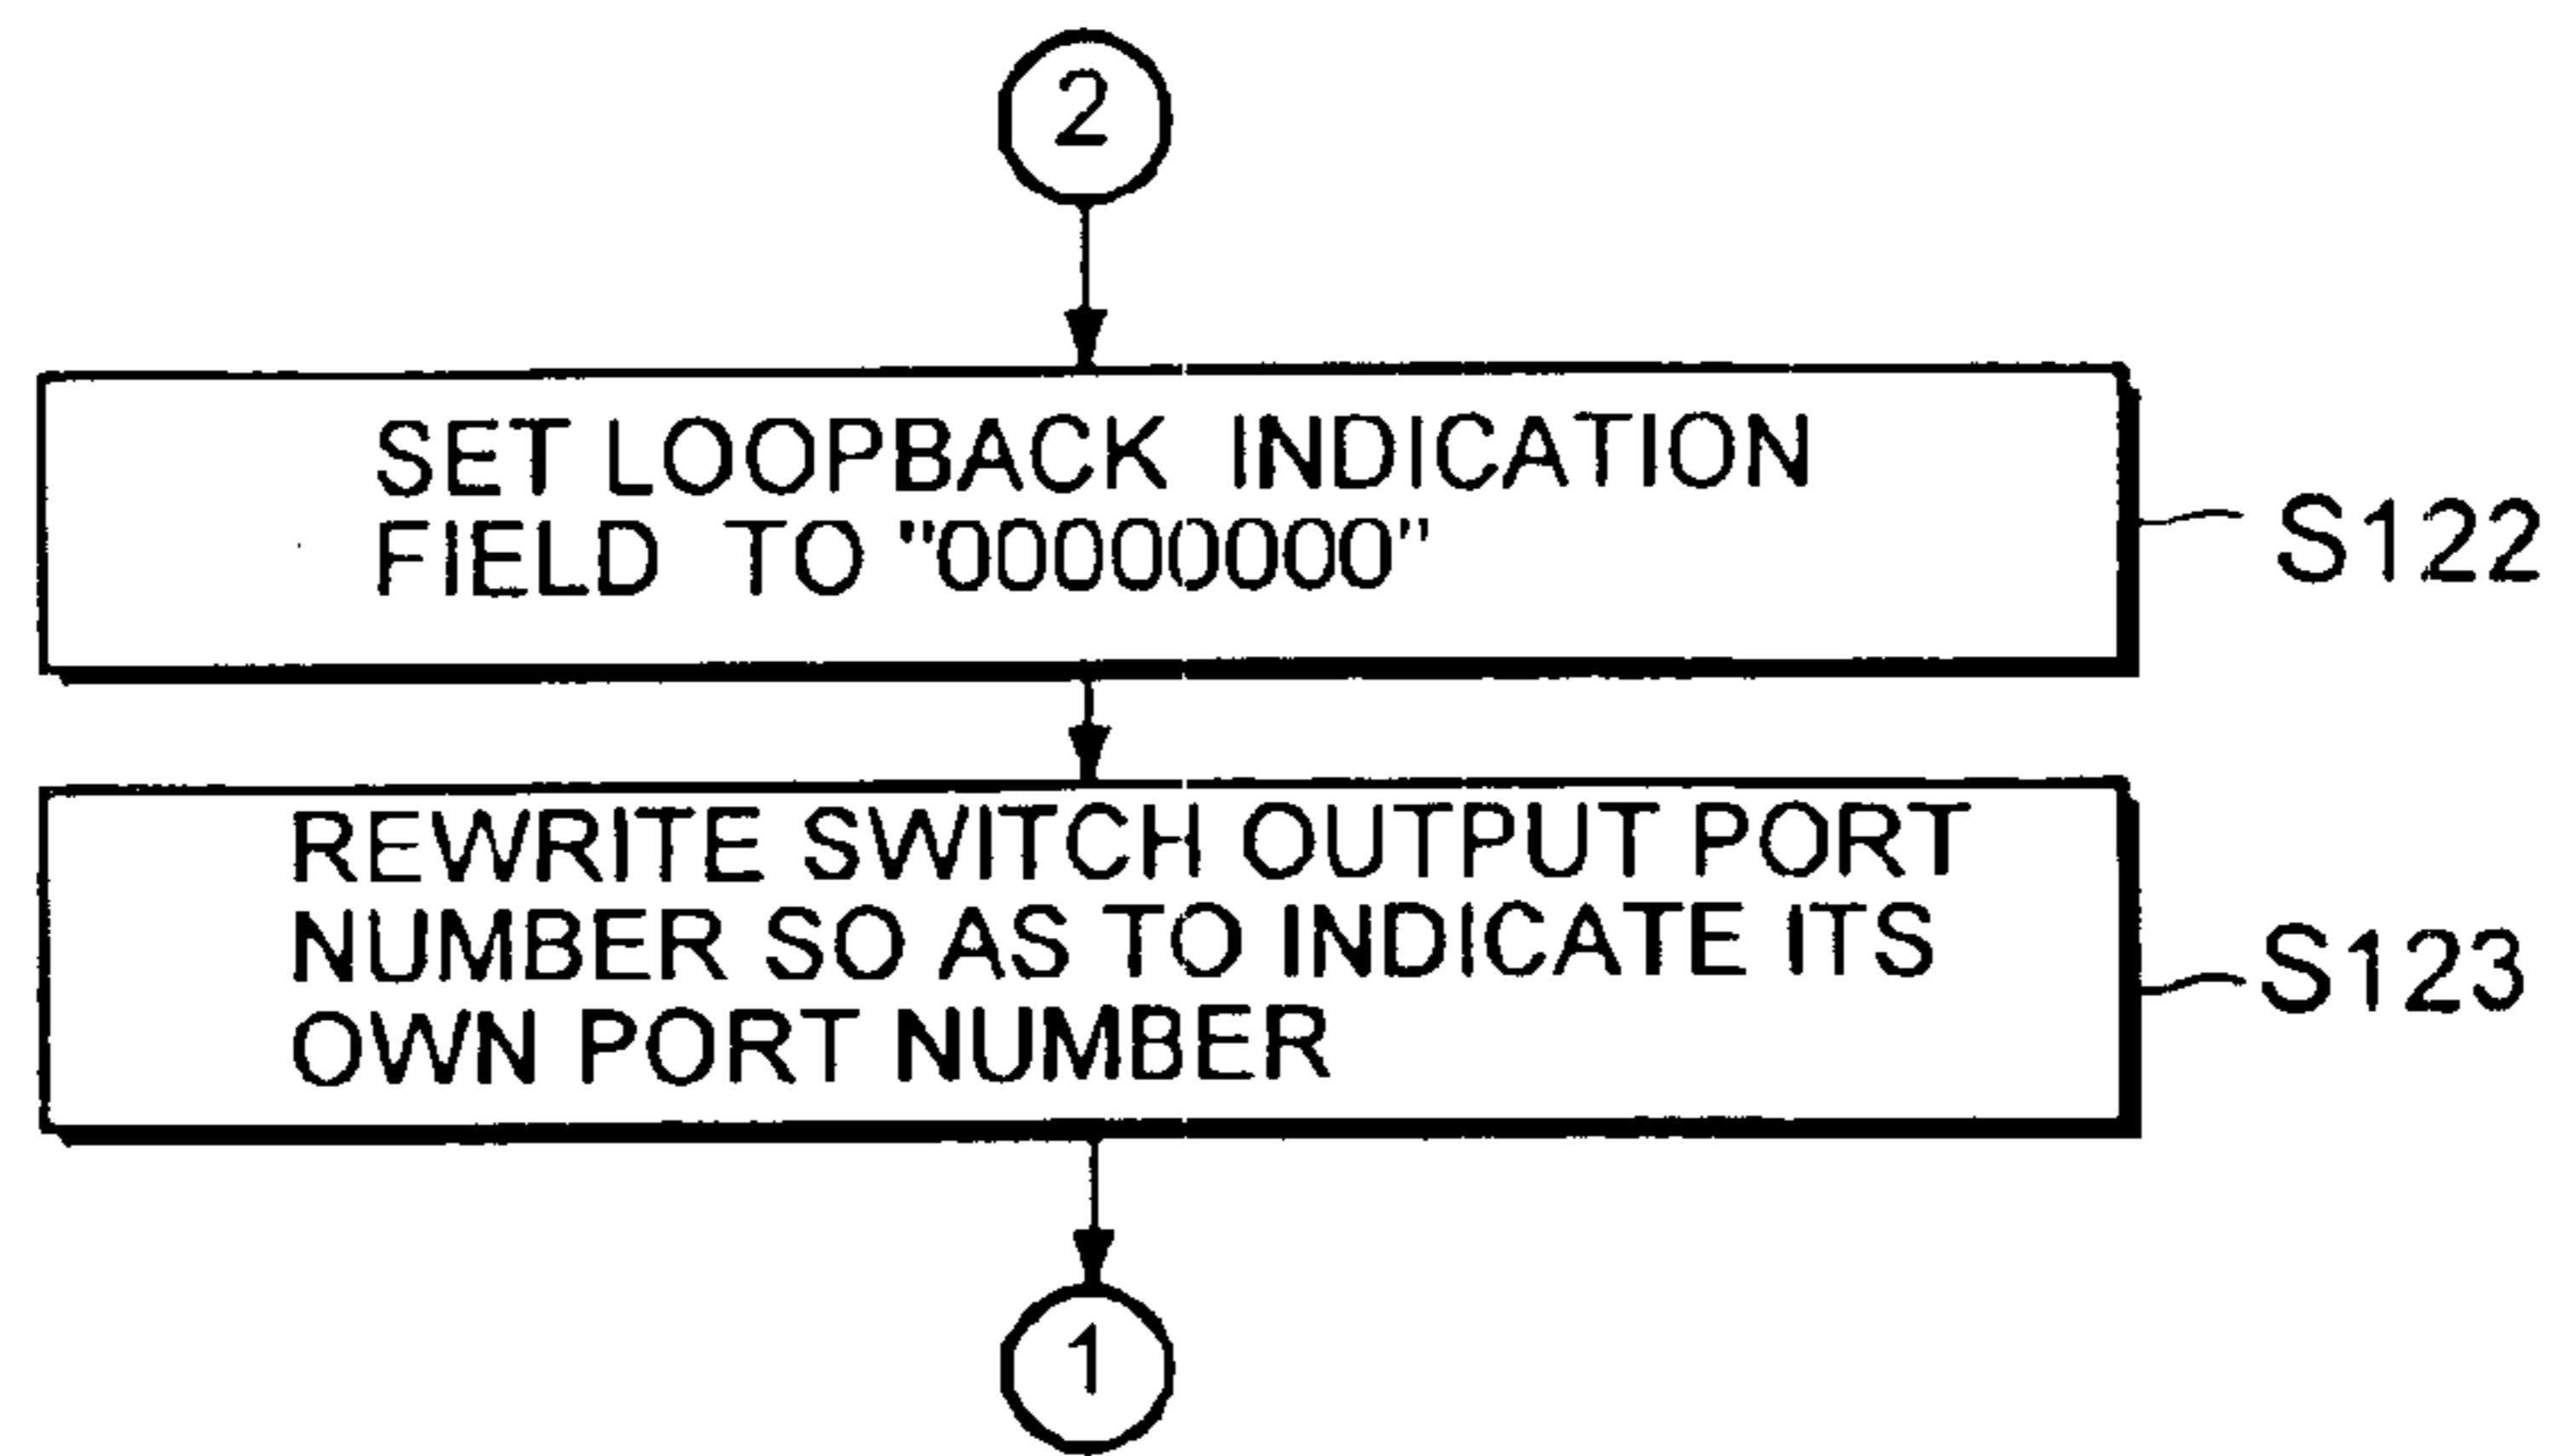 2
SET LOOPBACK INDICATION
FIELD TO "00000000"
S122
REWRITE SWITCH OUTPUT PORT
NUMBER SO AS TO INDICATE ITS
OWN PORT NUMBER
S123
1